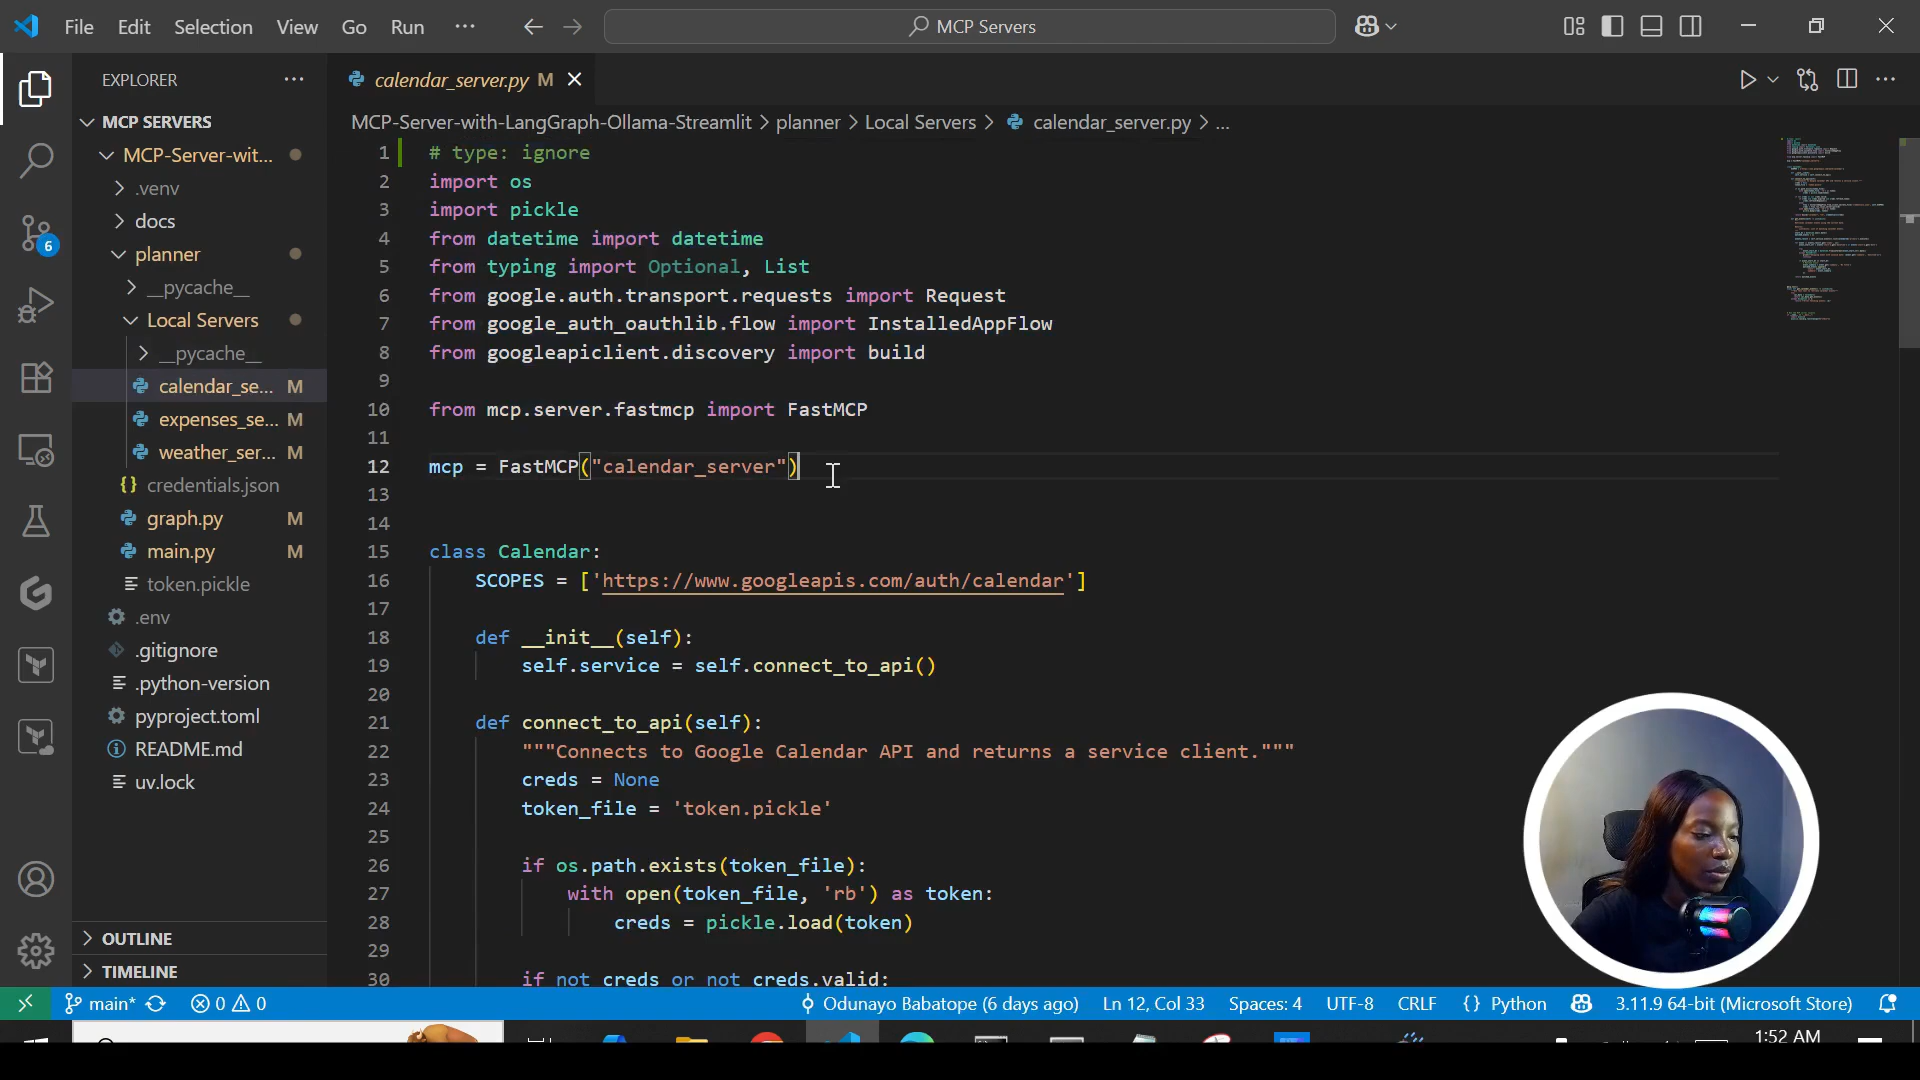 File Edit Selection View Go Run ··· MCP Servers
EXPLORER ···
MCP SERVERS
MCP-Server-wit...
.venv
docs
planner
__pycache__
Local Servers
__pycache__
calendar_se... M
expenses_se... M
weather_ser... M
{} credentials.json
graph.py M
main.py M
token.pickle
.env
.gitignore
.python-version
pyproject.toml
README.md
uv.lock
OUTLINE
TIMELINE
6
calendar_server.py M
MCP-Server-with-LangGraph-Ollama-Streamlit > planner > Local Servers > calendar_server.py > ...
1 # type: ignore
2 import os
3 import pickle
4 from datetime import datetime
5 from typing import Optional, List
6 from google.auth.transport.requests import Request
7 from google_auth_oauthlib.flow import InstalledAppFlow
8 from googleapiclient.discovery import build
9
10 from mcp.server.fastmcp import FastMCP
11
12 mcp = FastMCP("calendar_server")
13
14
15 class Calendar:
16 SCOPES = ['https://www.googleapis.com/auth/calendar']
17
18 def __init__(self):
19 self.service = self.connect_to_api()
20
21 def connect_to_api(self):
22 """Connects to Google Calendar API and returns a service client."""
23 creds = None
24 token_file = 'token.pickle'
25
26 if os.path.exists(token_file):
27 with open(token_file, 'rb') as token:
28 creds = pickle.load(token)
29
30 if not creds or not creds.valid:
main* 0 0 Odunayo Babatope (6 days ago) Ln 12, Col 33 Spaces: 4 UTF-8 CRLF {} Python 3.11.9 64-bit (Microsoft Store)
1:52 AM